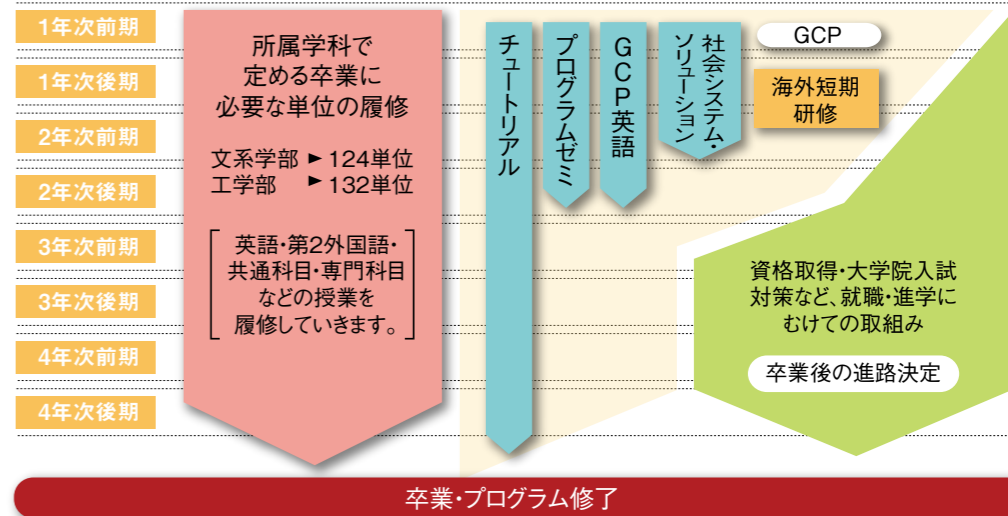 1年次前期
1年次後期
2年次前期
2年次後期
3年次前期
3年次後期
4年次前期
4年次後期
所属学科で
定める卒業に
必要な単位の履修
文系学部 ► 124単位
工学部 ► 132単位
英語・第2外国語・
共通科目・専門科目
などの授業を
履修していきます。
チュートリアル
プログラムゼミ
GCP英語
社会システム・
ソリューション
GCP
海外短期
研修
資格取得・大学院入試
対策など、就職・進学に
むけての取組み
卒業後の進路決定
卒業・プログラム修了